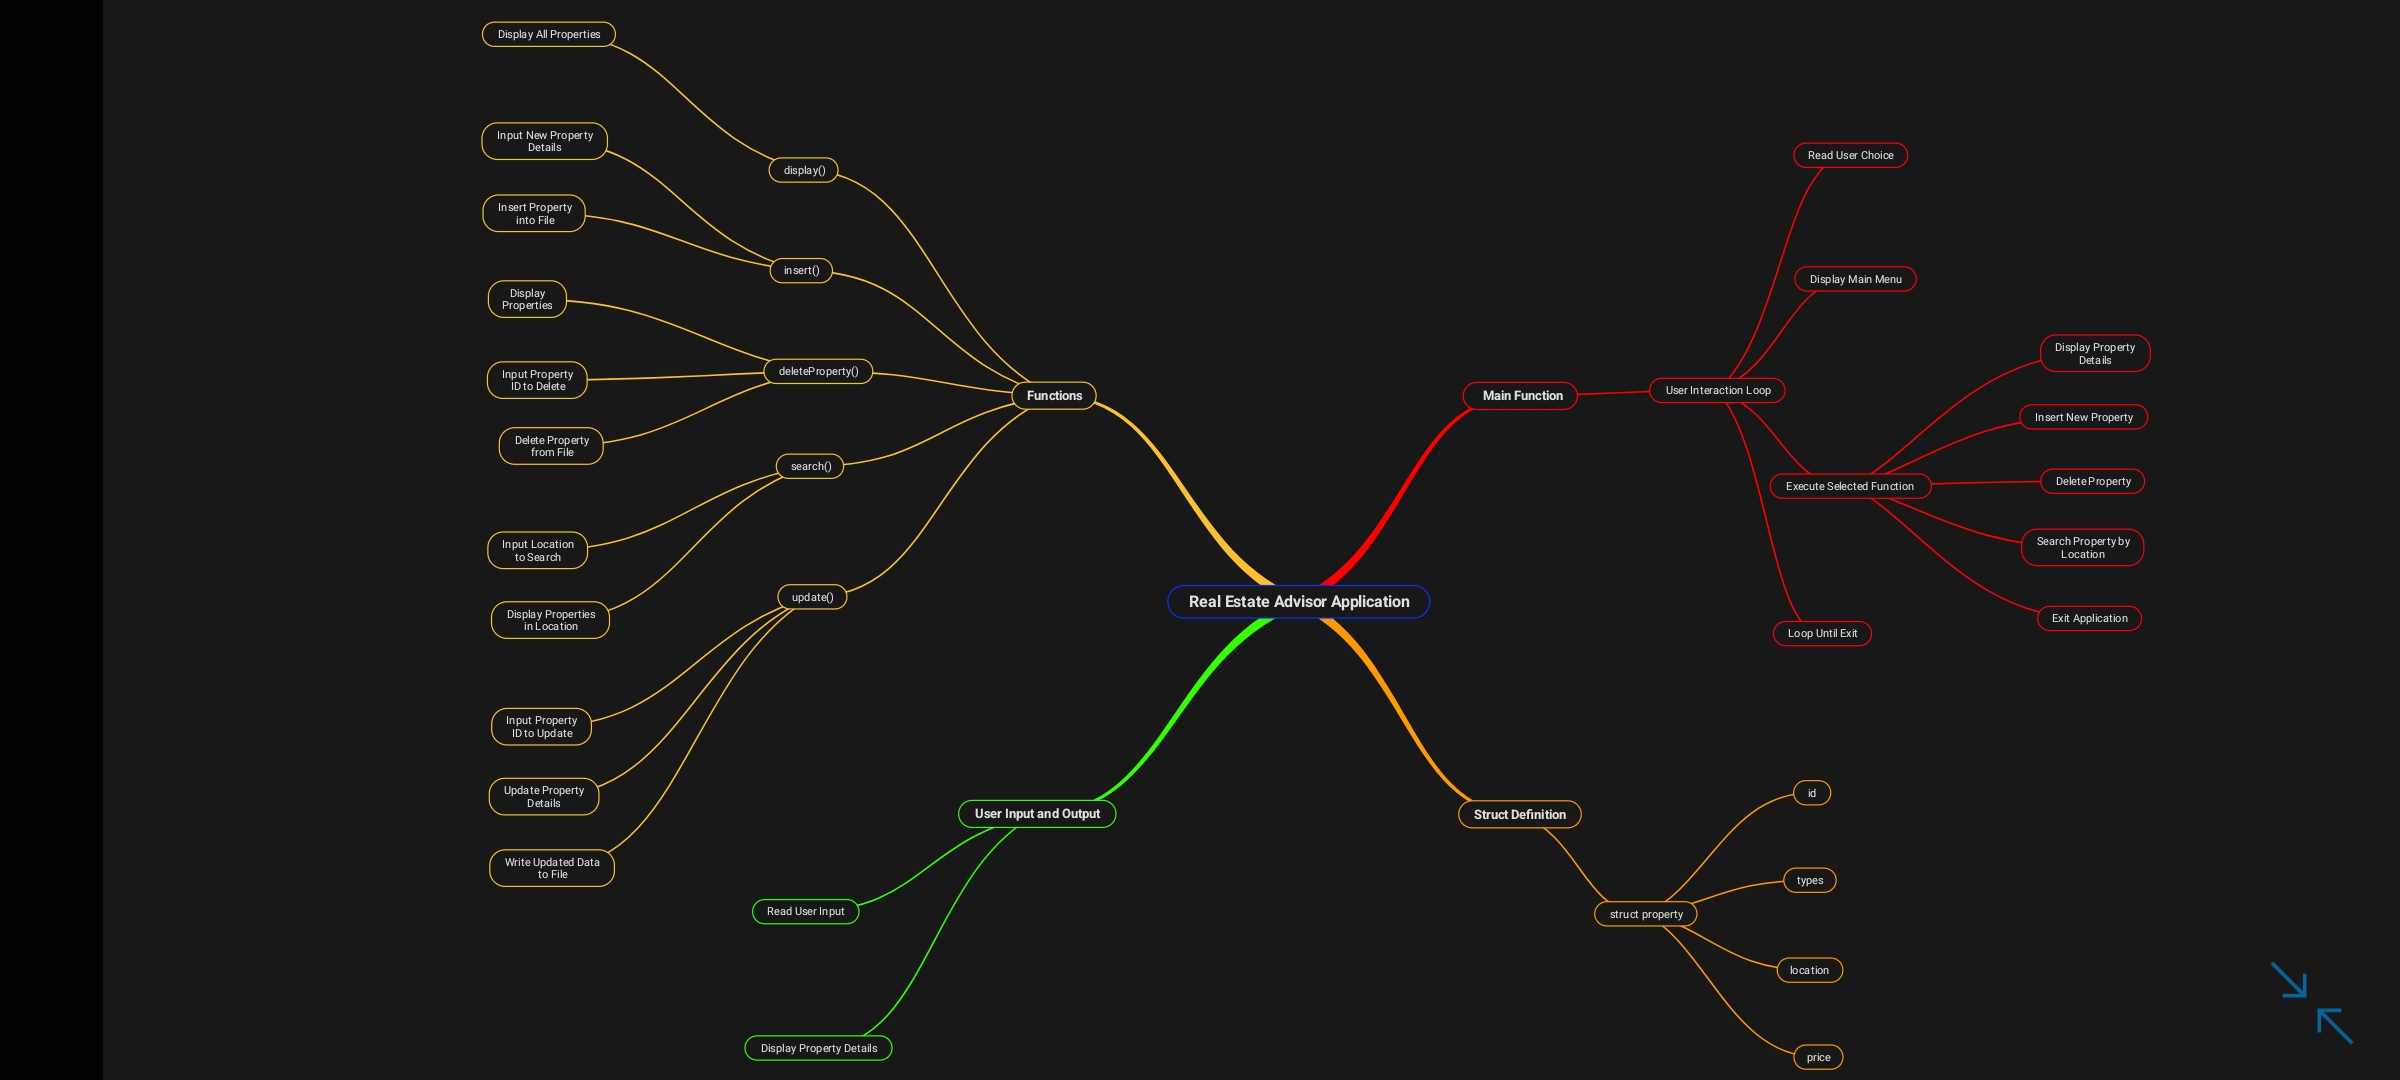 Real Estate Advisor Application
Functions
display()
Display All Properties
insert()
Input New Property
Details
Insert Property
into File
deleteProperty()
Display
Properties
Input Property
ID to Delete
Delete Property
from File
search()
Input Location
to Search
Display Properties
in Location
update()
Input Property
ID to Update
Update Property
Details
Write Updated Data
to File
Main Function
User Interaction Loop
Read User Choice
Display Main Menu
Execute Selected Function
Display Property
Details
Insert New Property
Delete Property
Search Property by
Location
Exit Application
Loop Until Exit
User Input and Output
Read User Input
Display Property Details
Struct Definition
struct property
id
types
location
price